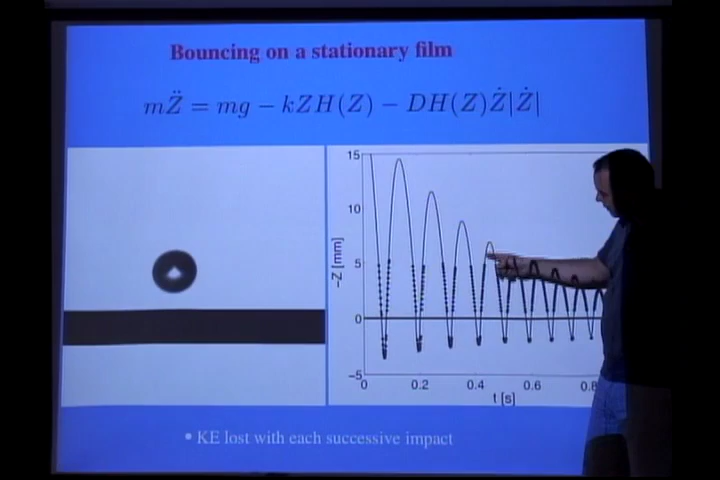 Bouncing on a stationary film
mZ̈ = mg − kZH(Z) − DH(Z)Ż|Ż|
15
10
5
0
−5
−Z [mm]
0 0.2 0.4 0.6 0.8
t [s]
• KE lost with each successive impact